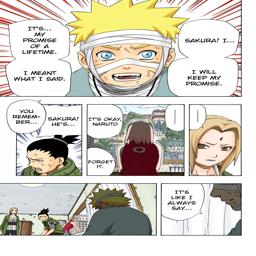 SAKURA! I...
I WILL
KEEP MY
PROMISE.
IT'S...
MY
PROMISE
OF A
LIFETIME.
I MEANT
WHAT I SAID.
IT'S OKAY,
NARUTO
FORGET
IT.
SAKURA!
HE'S...
YOU
REMEM-
BER...
IT'S
LIKE I
ALWAYS
SAY...